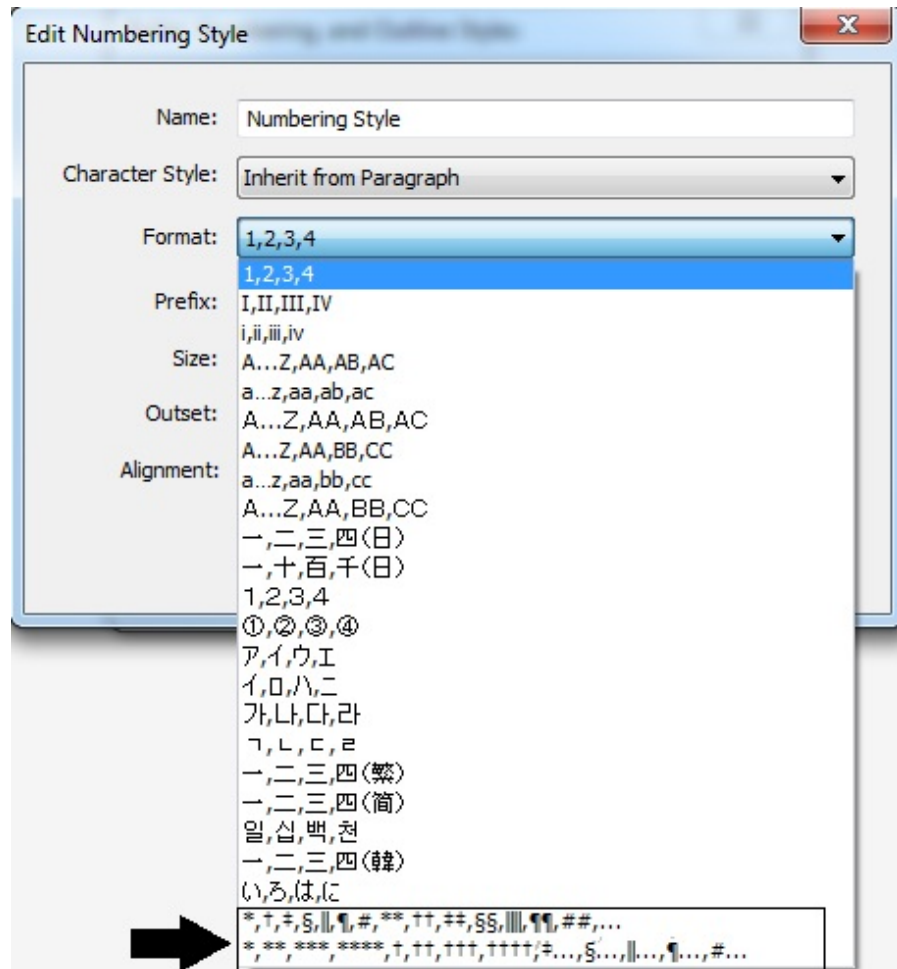 Edit Numbering Style
Name: Numbering Style
Character Style: Inherit from Paragraph
Format: 1,2,3,4
1,2,3,4
Prefix:
I,II,III,IV
i,ii,iii,iv
Size:
A...Z,AA,AB,AC
a...z,aa,ab,ac
Outset:
A...Z,AA,AB,AC
A...Z,AA,BB,CC
Alignment:
a...z,aa,bb,cc
A...Z,AA,BB,CC
一,二,三,四(日)
一,十,百,千(日)
1,2,3,4
①,②,③,④
ア,イ,ウ,エ
イ,ロ,ハ,ニ
가,나,다,라
ㄱ,ㄴ,ㄷ,ㄹ
一,二,三,四(繁)
一,二,三,四(简)
일,십,백,천
一,二,三,四(韓)
い,ろ,は,に
*,†,‡,§,‖,¶,#,**,††,‡‡,§§,‖‖,¶¶,##,...
*,**,***,****,†,††,†††,††††,‡...,§...,‖...,¶...,#...